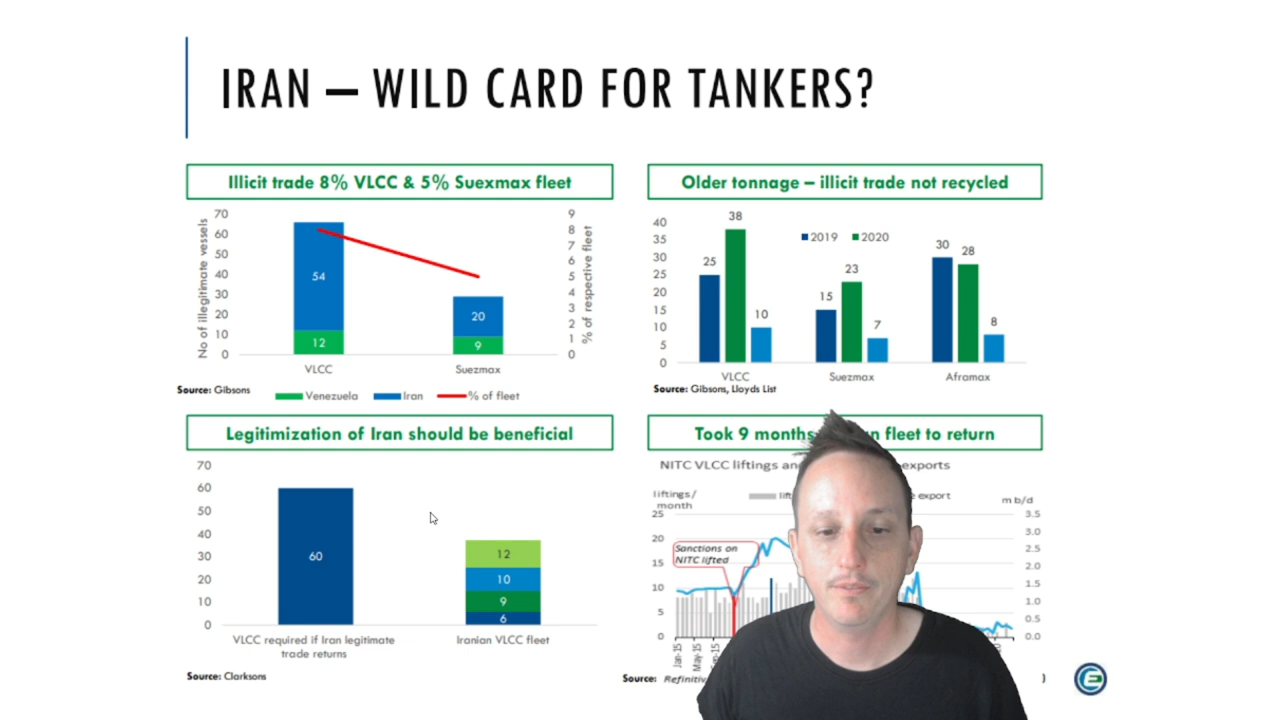 IRAN – WILD CARD FOR TANKERS?
Illicit trade 8% VLCC & 5% Suexmax fleet
No of illegitimate vessels
70
60
50
40
30
20
10
0
54
12
20
9
9
8
7
6
5
4
3
2
1
0
% of respective fleet
VLCC
Suezmax
Source: Gibsons
Venezuela
Iran
% of fleet
Older tonnage – illicit trade not recycled
40
35
30
25
20
15
10
5
0
2019
2020
25
38
10
15
23
7
30
28
8
VLCC
Suezmax
Aframax
Source: Gibsons, Lloyds List
Legitimization of Iran should be beneficial
70
60
50
40
30
20
10
0
60
12
10
9
6
VLCC required if Iran legitimate
trade returns
Iranian VLCC fleet
Source: Clarksons
Took 9 months fleet to return
NITC VLCC liftings exports
liftings/
month
export
m b/d
25
20
15
10
5
0
Sanctions on
NITC lifted
3.5
3.0
2.5
2.0
1.5
1.0
0.5
0.0
Jan-15
May-15
Source: Refinitiv